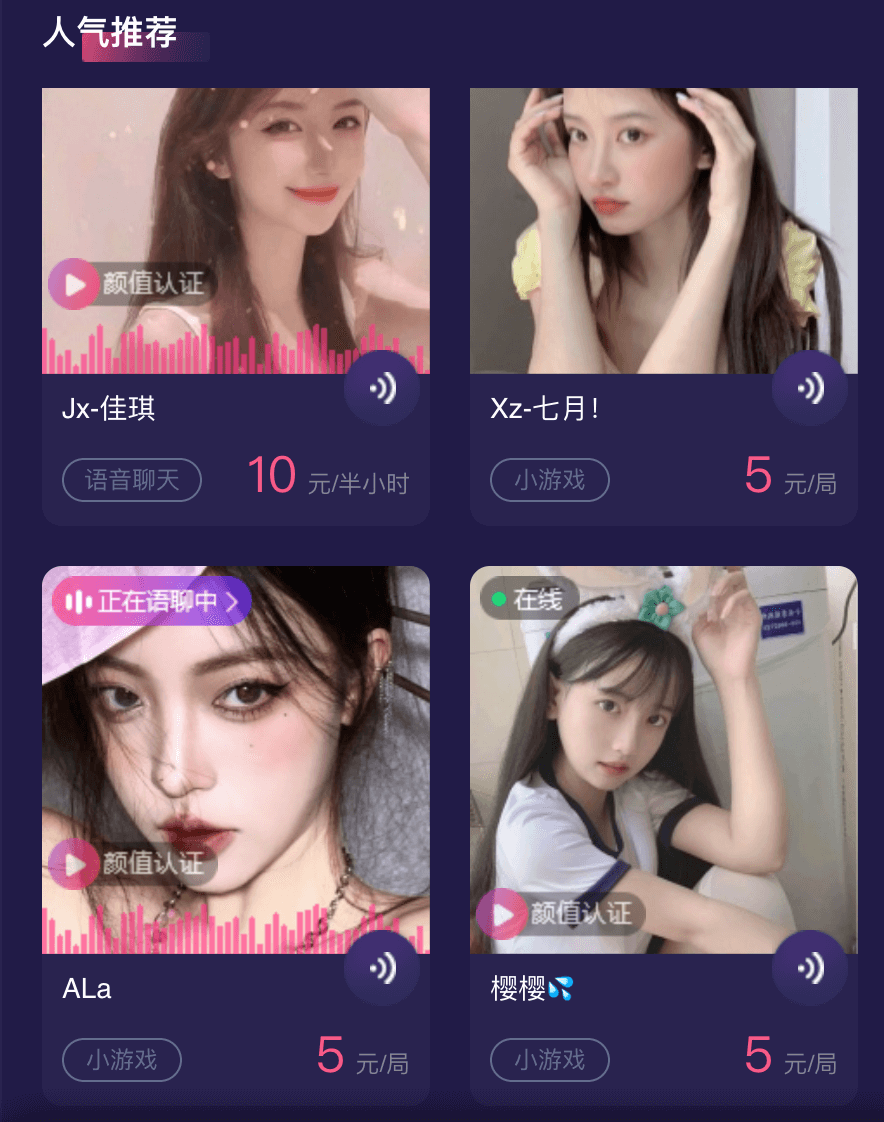 人气推荐
颜值认证
Jx-佳琪
语音聊天 10 元/半小时
Xz-七月!
小游戏 5 元/局
正在语聊中
颜值认证
ALa
小游戏 5 元/局
在线
颜值认证
樱樱💦
小游戏 5 元/局